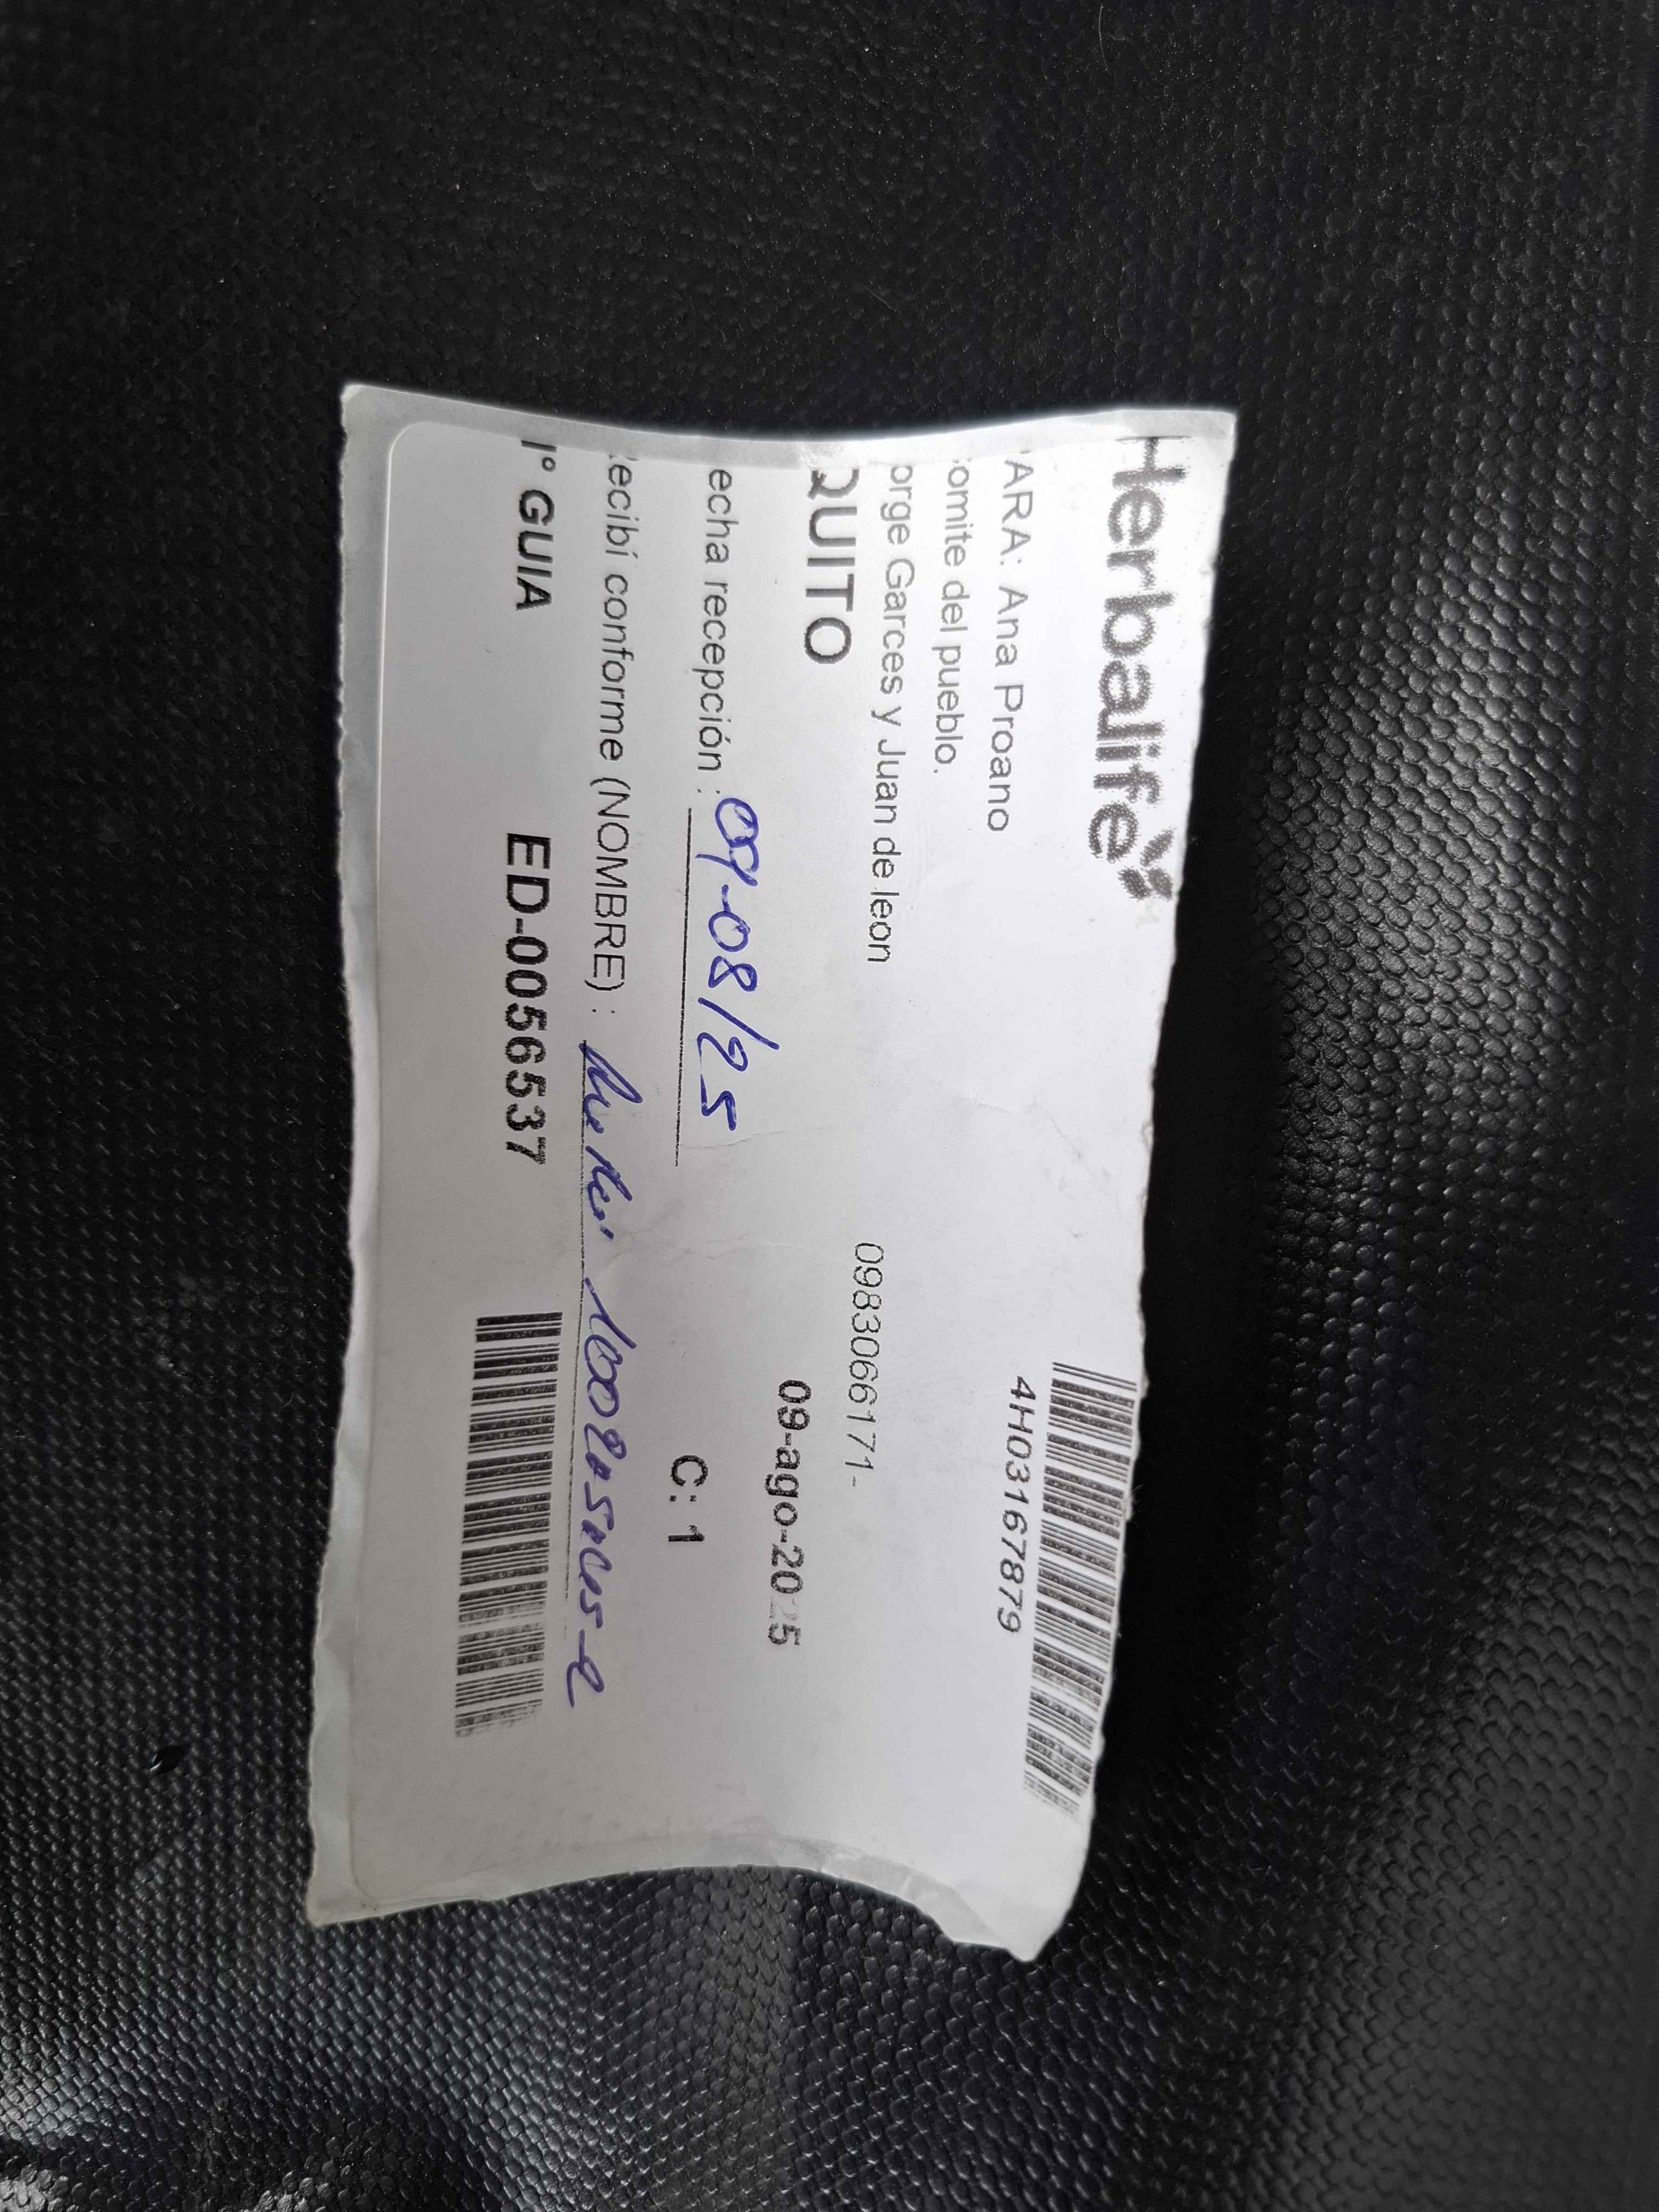 Herbalife
4H03167879
ARA: Ana Proano
omite del pueblo.
orge Garces y Juan de leon
0983066171-
QUITO
09-ago-2025
echa recepción : 09-08/25
C: 1
ecibí conforme (NOMBRE) :
° GUIA ED-0056537